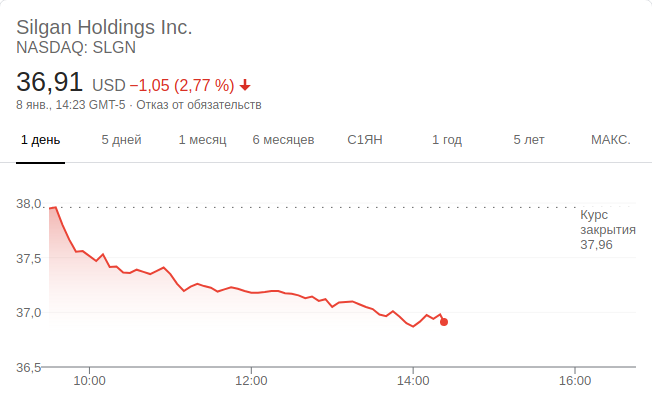 Silgan Holdings Inc.
NASDAQ: SLGN
36,91 USD −1,05 (2,77 %)
8 янв., 14:23 GMT-5 · Отказ от обязательств
1 день 5 дней 1 месяц 6 месяцев С1ЯН 1 год 5 лет МАКС.
38,0
Курс
закрытия
37,96
37,5
37,0
36,5
10:00 12:00 14:00 16:00